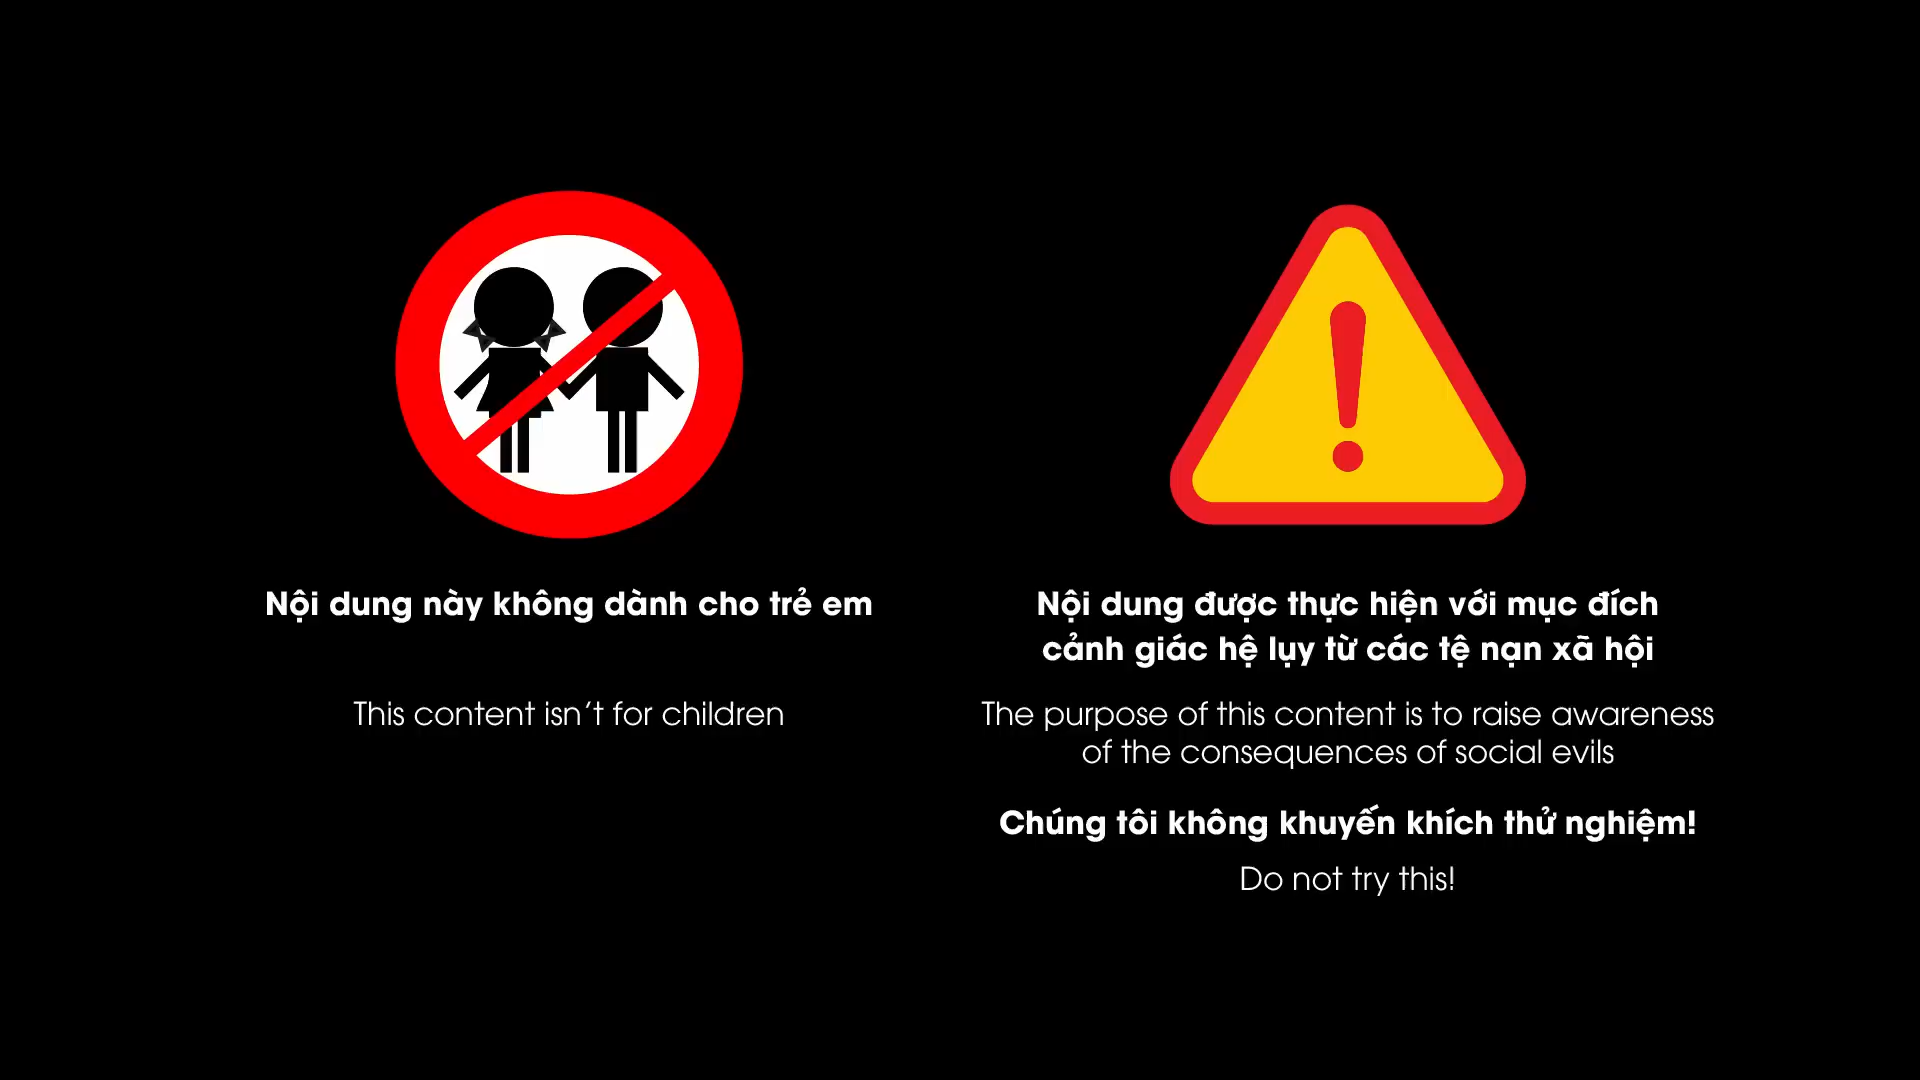 Nội dung này không dành cho trẻ em
This content isn't for children
Nội dung được thực hiện với mục đích
cảnh giác hệ lụy từ các tệ nạn xã hội
The purpose of this content is to raise awareness
of the consequences of social evils
Chúng tôi không khuyến khích thử nghiệm!
Do not try this!